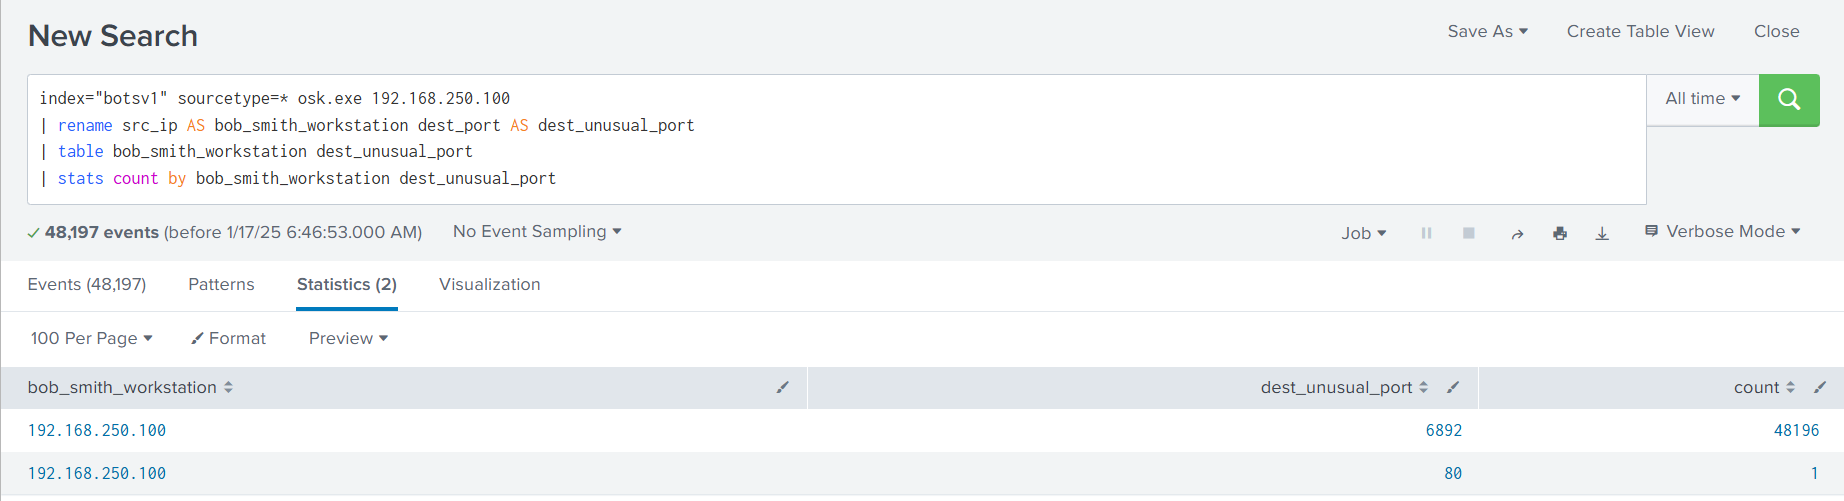 New Search
Save As
Create Table View
Close
index="botsv1" sourcetype=* osk.exe 192.168.250.100
| rename src_ip AS bob_smith_workstation dest_port AS dest_unusual_port
| table bob_smith_workstation dest_unusual_port
| stats count by bob_smith_workstation dest_unusual_port
All time
48,197 events (before 1/17/25 6:46:53.000 AM)
No Event Sampling
Job
Verbose Mode
Events (48,197)
Patterns
Statistics (2)
Visualization
100 Per Page
Format
Preview
bob_smith_workstation
dest_unusual_port
count
192.168.250.100
6892
48196
192.168.250.100
80
1